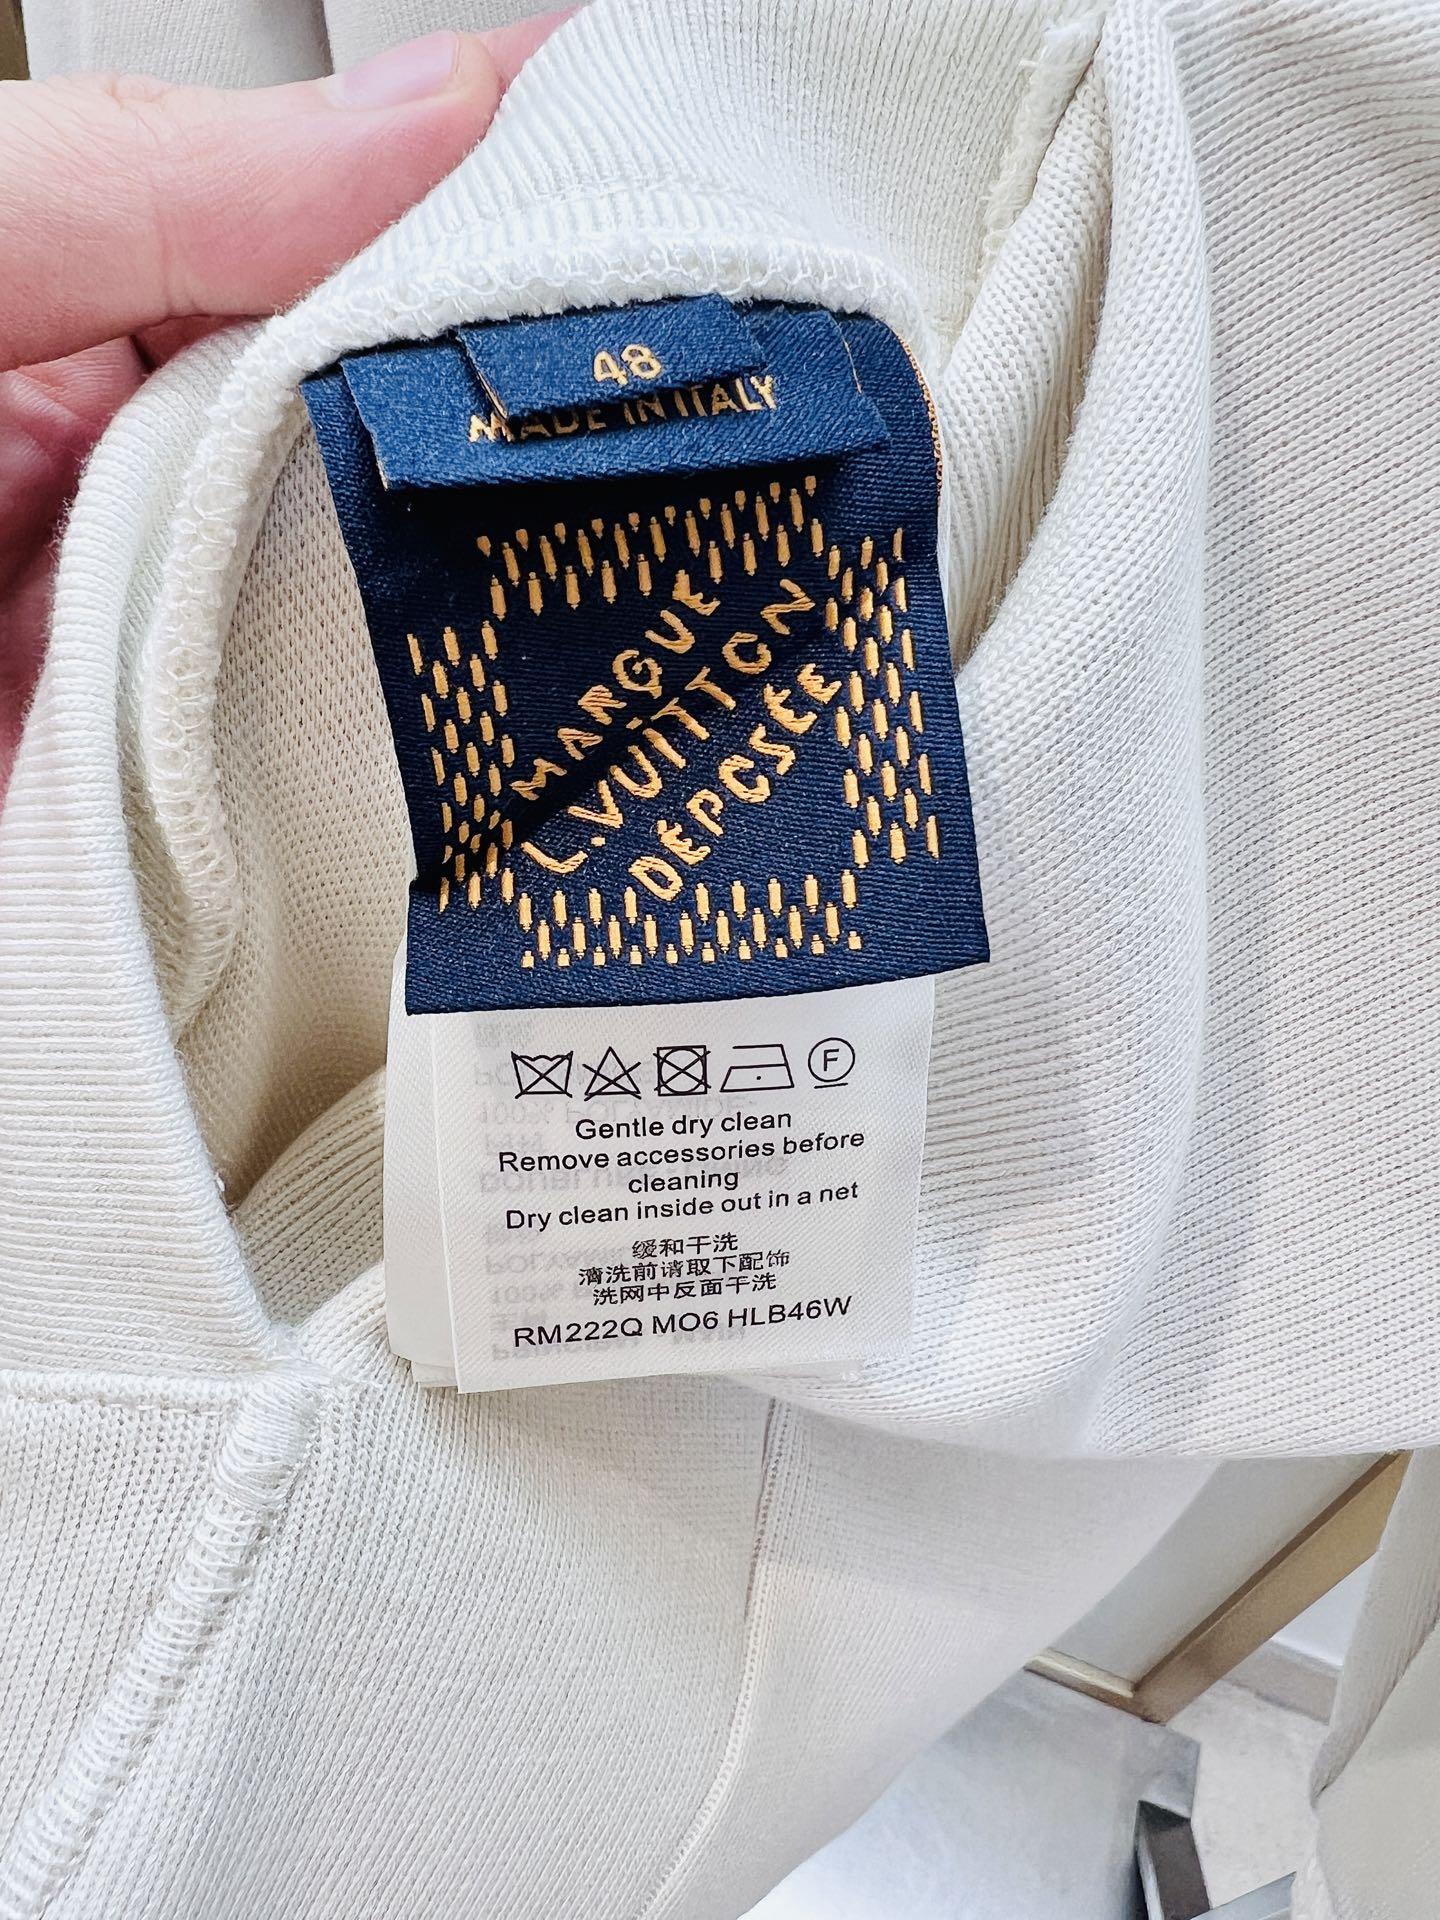 48
MADE IN ITALY
MARQUE
L.VUITTON
DEPOSÉE
F
Gentle dry clean
Remove accessories before
cleaning
Dry clean inside out in a net
缓和干洗
清洗前请取下配饰
洗网中反面干洗
RM222Q MO6 HLB46W